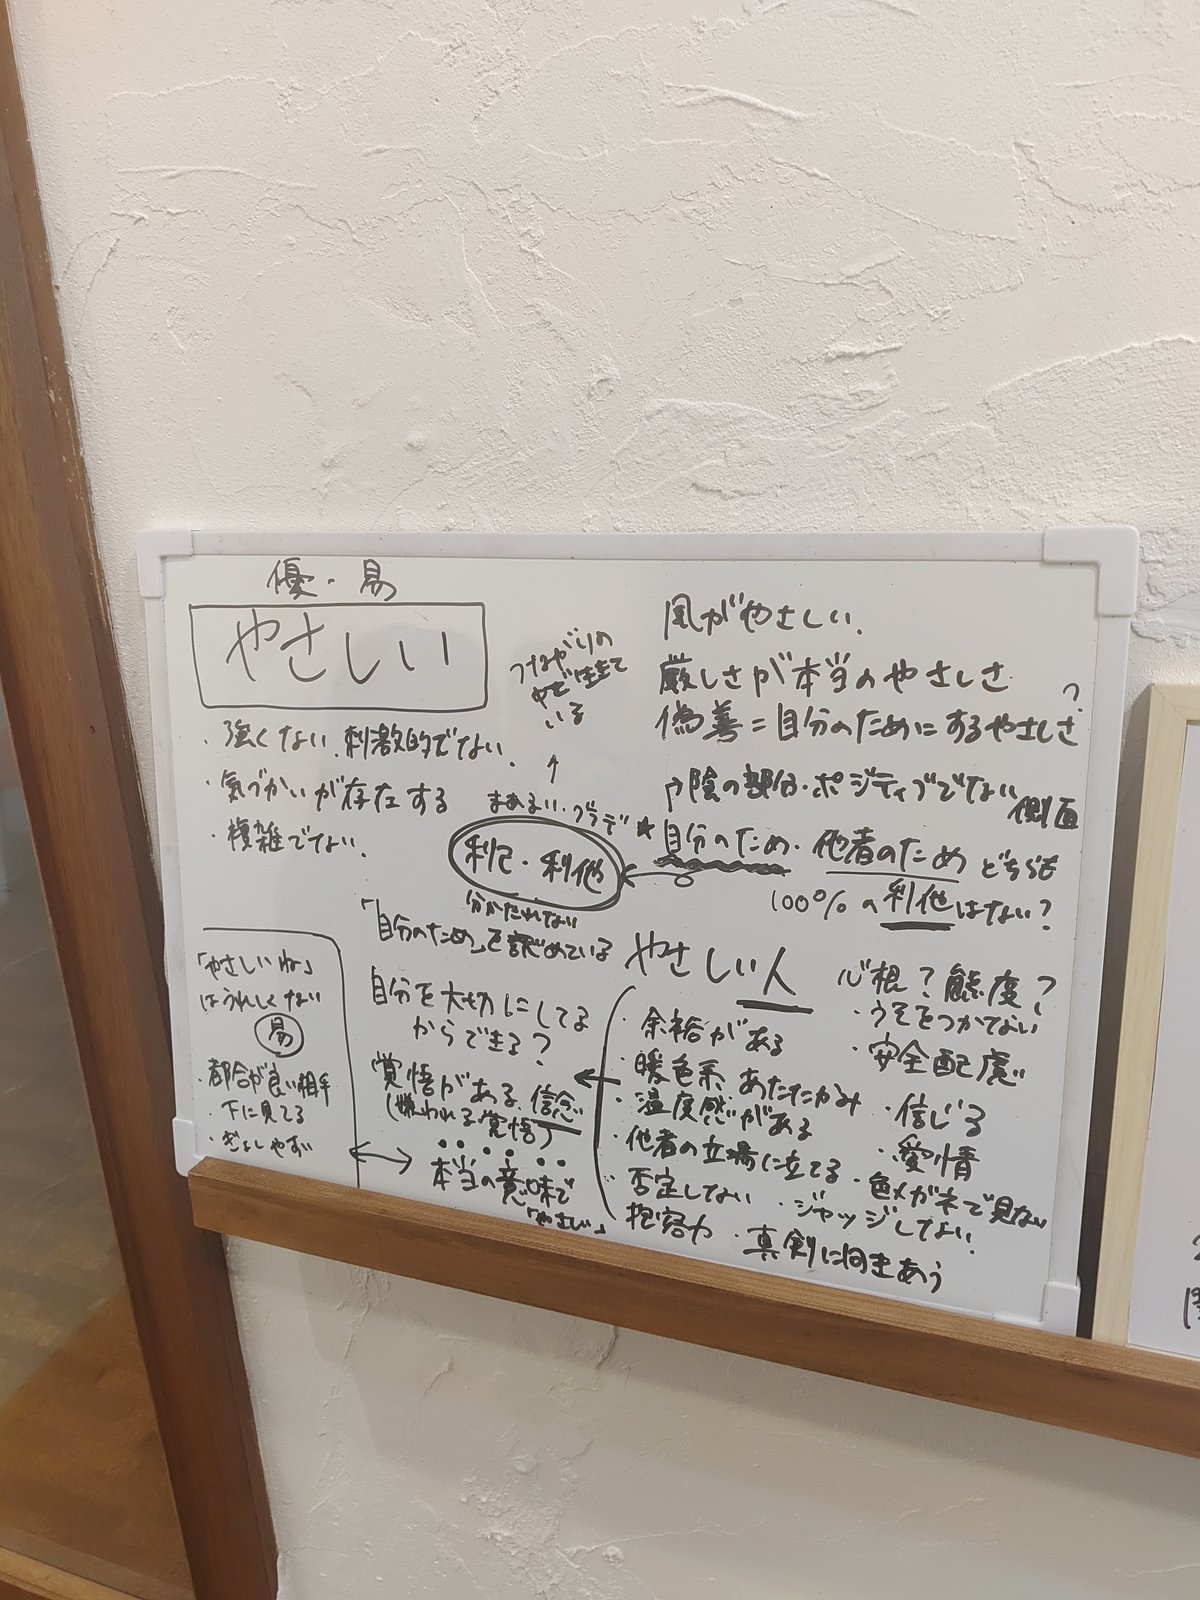 優・易
やさしい
・強くない 刺激的でない
・気づかいが存在する
・複雑でない
つながりの
中で生きて
いる
↑
まあるい・グラデ
利己・利他
分かたれない
「自分のため」を認めている
自分を大切にしてる
からできる?
覚悟がある 信念
(嫌われる覚悟)
本当の意味で
「やさしい」
「やさしいね」
はうれしくない
易
・都合が良い相手
・下に見てる
・ぎょしやすい
風がやさしい
厳しさが本当のやさしさ
偽善=自分のためにするやさしさ?
陰の部分・ポジティブでない
側面
★自分のため・他者のため どちらも
100%の利他はない?
やさしい人
心根? 態度?
・余裕がある
・うそをつかない
・暖色系 あたたかみ
・安全配慮
・温度感がある
・信じる
・他者の立場に立てる
・愛情
・否定しない
・色メガネで見ない
・ジャッジしない
包容力
・真剣に向きあう